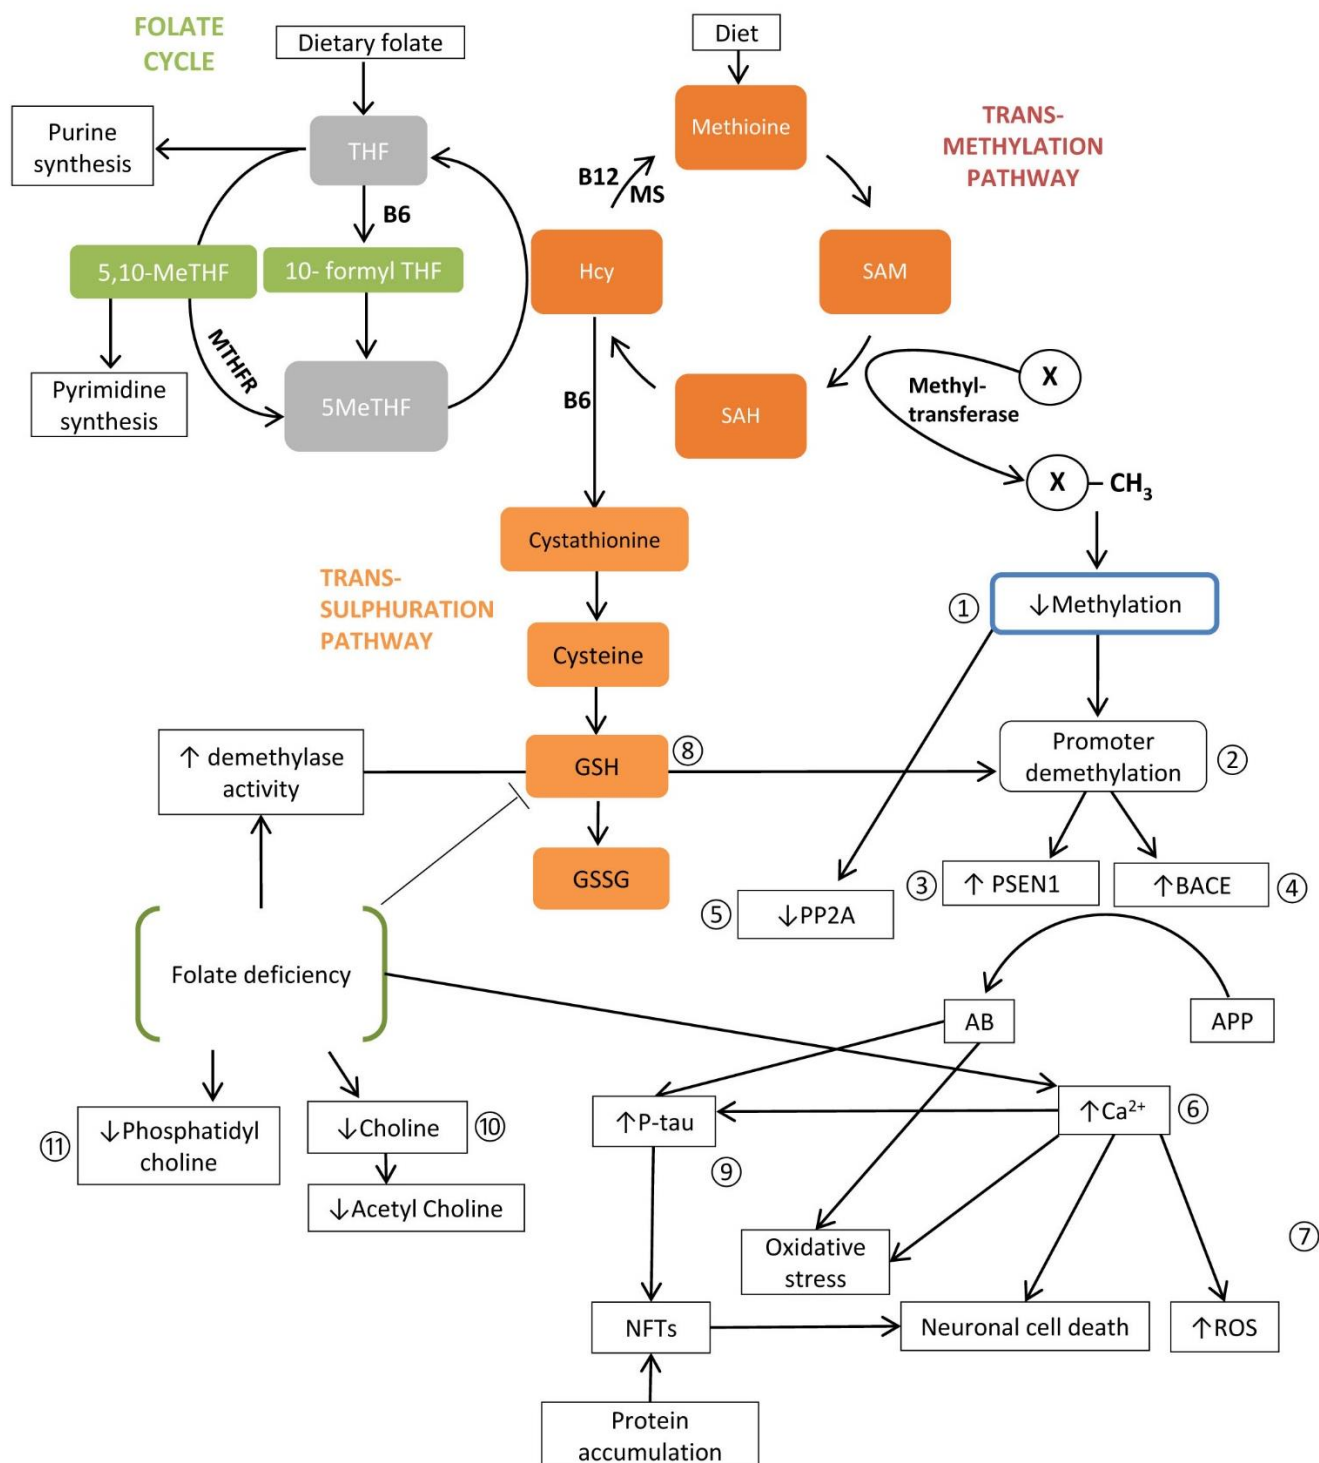 FOLATE
CYCLE
Dietary folate
Diet
Purine
synthesis
THF
Methioine
TRANS-
METHYLATION
PATHWAY
B12
MS
B6
5,10-MeTHF
10- formyl THF
Hcy
SAM
MTHFR
Pyrimidine
synthesis
5MeTHF
B6
SAH
Methyl-
transferase
X
X
CH₃
Cystathionine
TRANS-
SULPHURATION
PATHWAY
①
↓Methylation
Cysteine
↑ demethylase
activity
GSH
⑧
Promoter
demethylation
②
GSSG
③
↑ PSEN1
↑BACE
④
⑤
↓PP2A
Folate deficiency
AB
APP
⑪
↓Phosphatidyl
choline
↓Choline
⑩
↓Acetyl Choline
↑P-tau
⑨
↑Ca²⁺
⑥
Oxidative
stress
⑦
NFTs
Neuronal cell death
↑ROS
Protein
accumulation